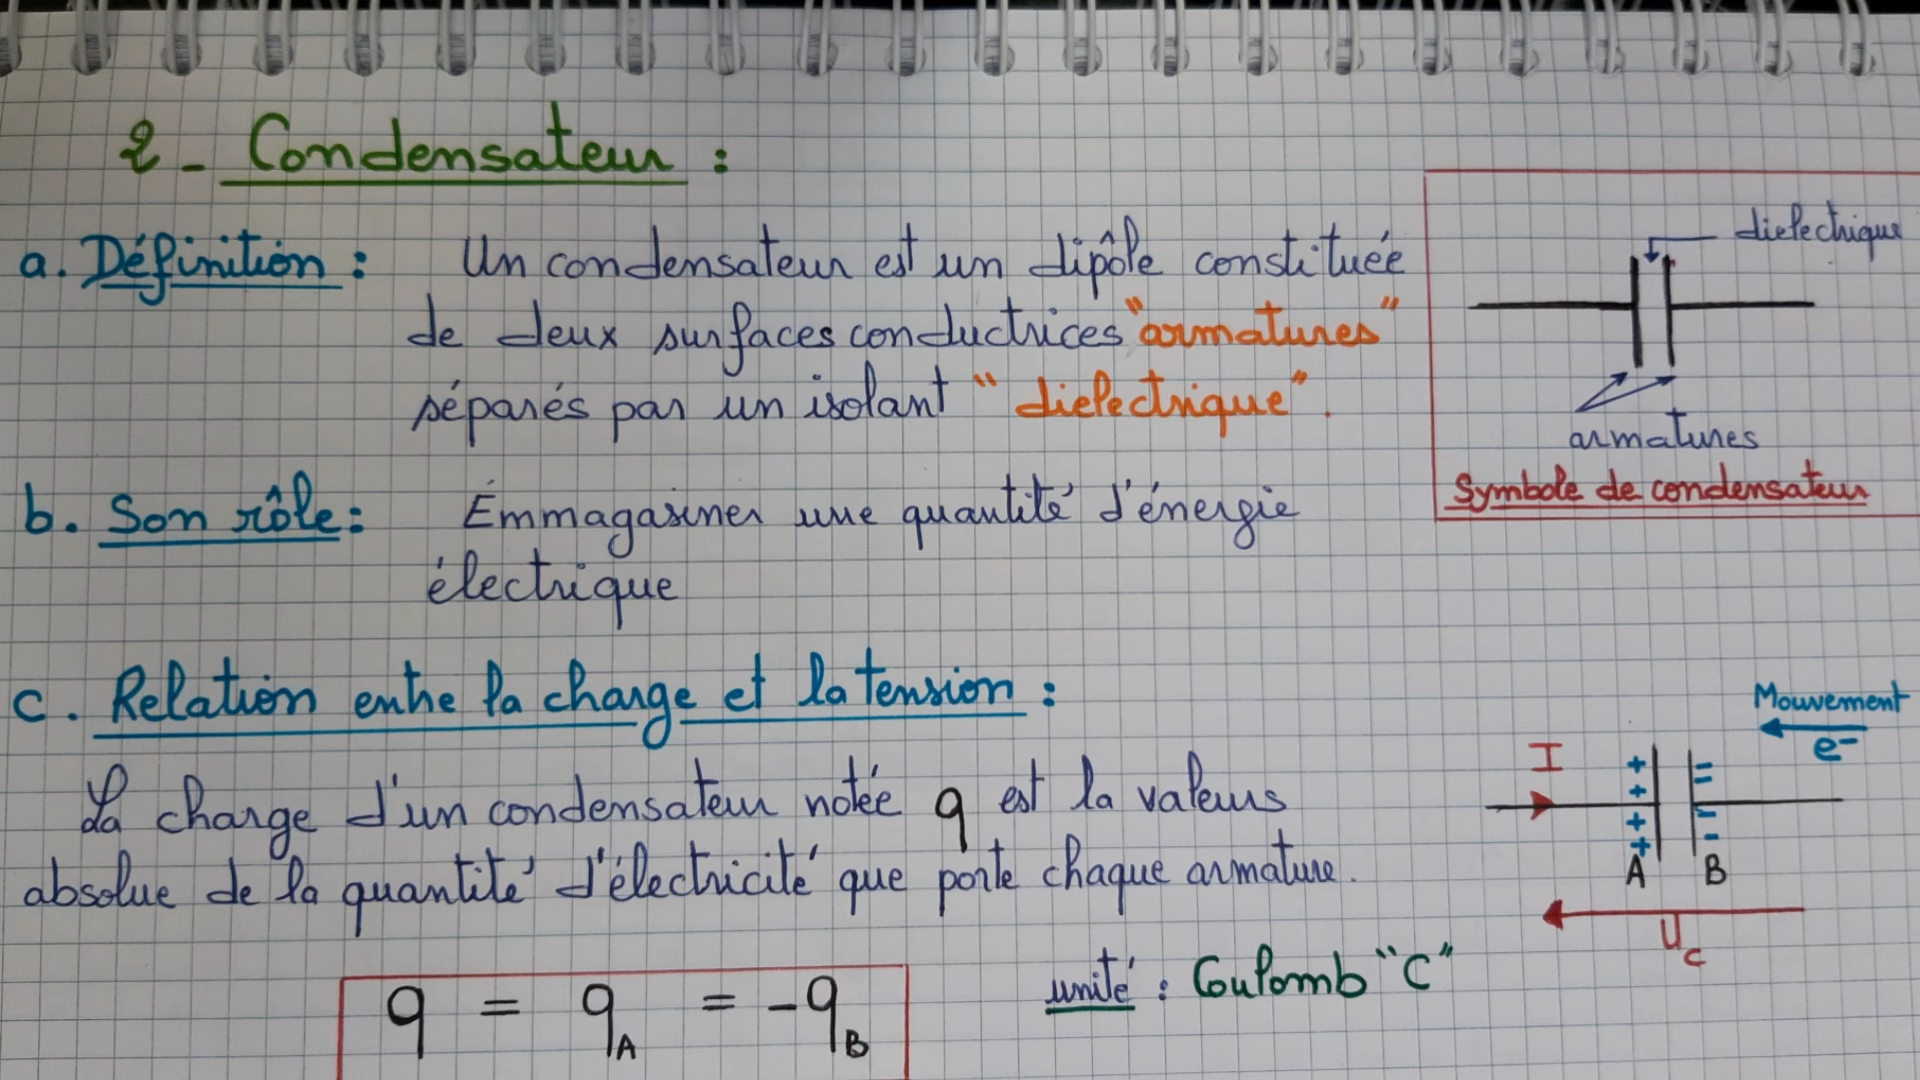 2- Condensateur :
a. Définition : Un condensateur est un dipôle constituée
de deux surfaces conductrices "armatures"
séparés par un isolant "dielectrique".
dielectrique
armatures
Symbole de condensateur
b. Son rôle : Emmagasiner une quantité d'énergie
électrique
c. Relation entre la charge et la tension :
La charge d'un condensateur notée q est la valeurs
absolue de la quantité d'électricité que porte chaque armature.
Mouvement
e-
I
+ + + +
A B
Uc
q = qA = -qB
unité : Coulomb "C"